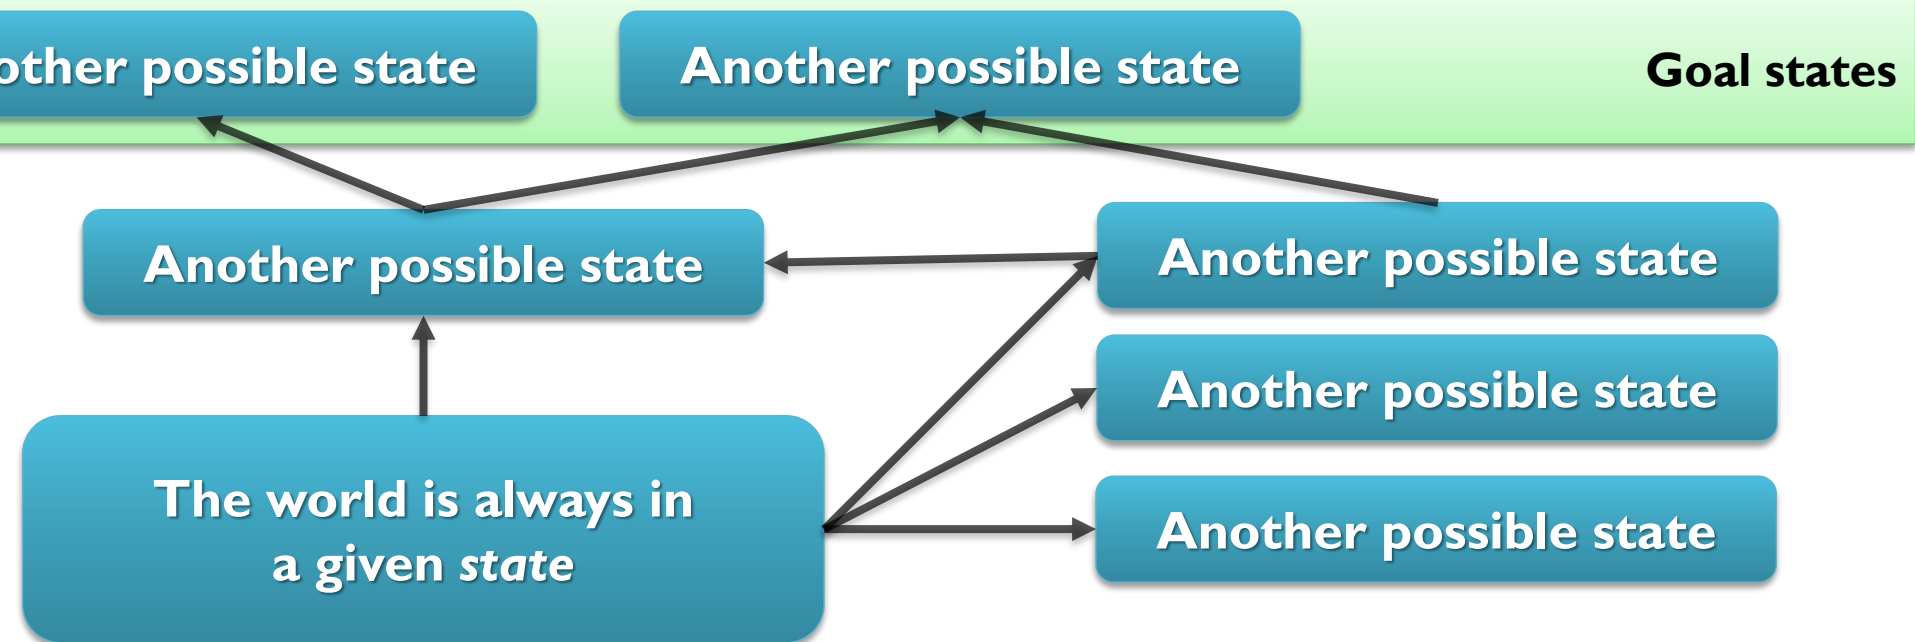 other possible state
Another possible state
Goal states
Another possible state
Another possible state
Another possible state
The world is always in
a given state
Another possible state